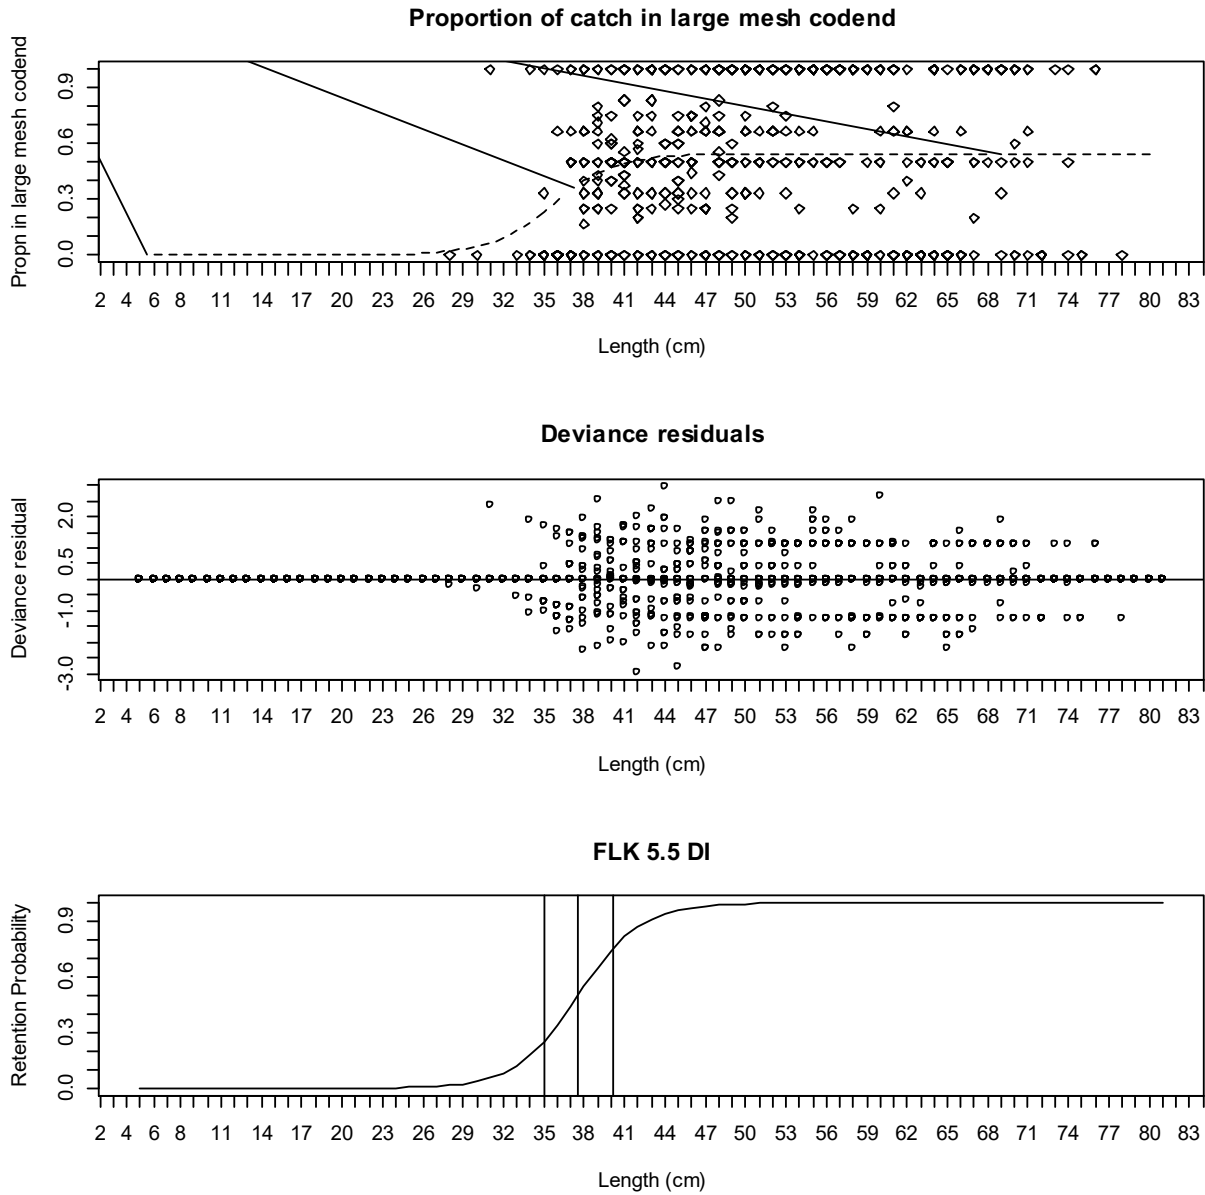 Proportion of catch in large mesh codend
Propn in large mesh codend
0.0 0.3 0.6 0.9
2 4 6 8 11 14 17 20 23 26 29 32 35 38 41 44 47 50 53 56 59 62 65 68 71 74 77 80 83
Length (cm)
Deviance residuals
Deviance residual
-3.0 -1.0 0.5 2.0
2 4 6 8 11 14 17 20 23 26 29 32 35 38 41 44 47 50 53 56 59 62 65 68 71 74 77 80 83
Length (cm)
FLK 5.5 DI
Retention Probability
0.0 0.3 0.6 0.9
2 4 6 8 11 14 17 20 23 26 29 32 35 38 41 44 47 50 53 56 59 62 65 68 71 74 77 80 83
Length (cm)